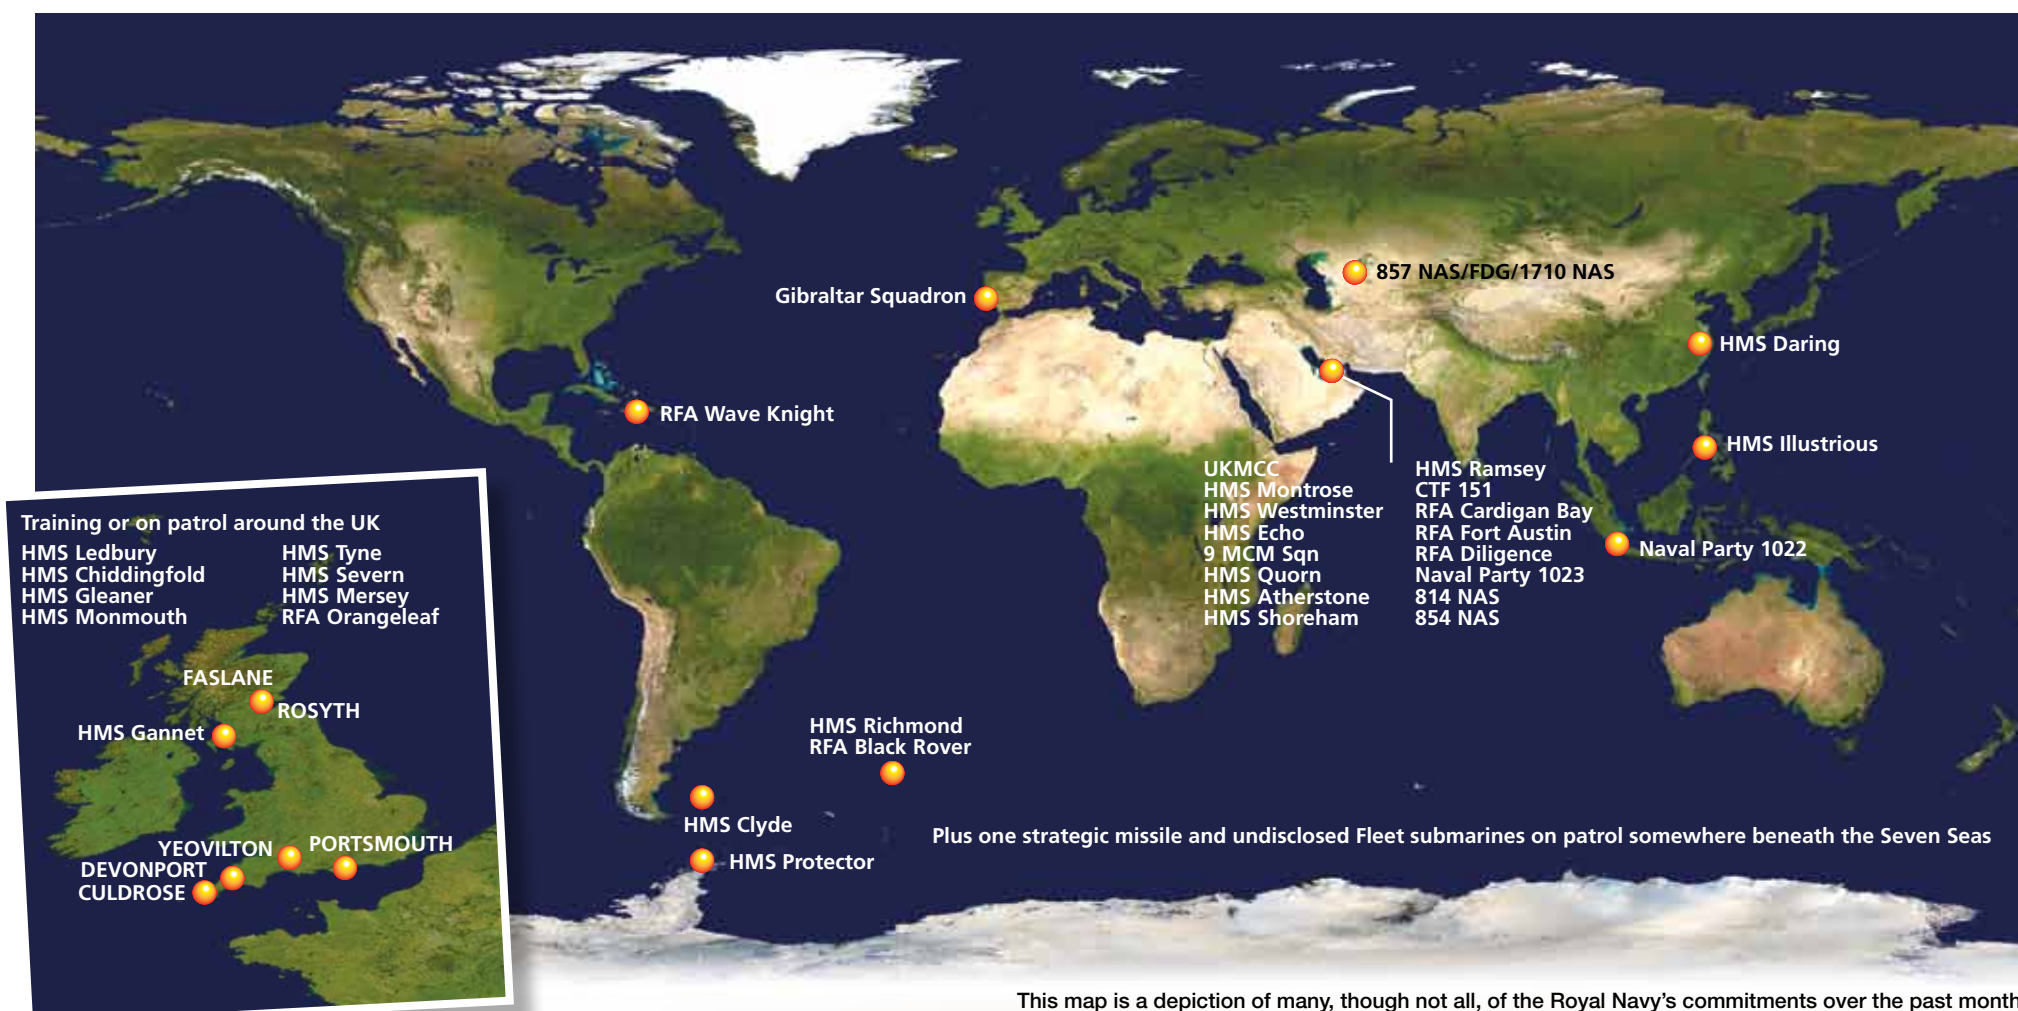 857 NAS/FDG/1710 NAS
Gibraltar Squadron
HMS Daring
RFA Wave Knight
HMS Illustrious
UKMCC
HMS Montrose
HMS Westminster
HMS Echo
9 MCM Sqn
HMS Quorn
HMS Atherstone
HMS Shoreham
HMS Ramsey
CTF 151
RFA Cardigan Bay
RFA Fort Austin
RFA Diligence
Naval Party 1023
814 NAS
854 NAS
Naval Party 1022
Training or on patrol around the UK
HMS Ledbury
HMS Chiddingfold
HMS Gleaner
HMS Monmouth
HMS Tyne
HMS Severn
HMS Mersey
RFA Orangeleaf
FASLANE
ROSYTH
HMS Gannet
YEOVILTON
PORTSMOUTH
DEVONPORT
CULDROSE
HMS Richmond
RFA Black Rover
HMS Clyde
HMS Protector
Plus one strategic missile and undisclosed Fleet submarines on patrol somewhere beneath the Seven Seas
This map is a depiction of many, though not all, of the Royal Navy's commitments over the past month